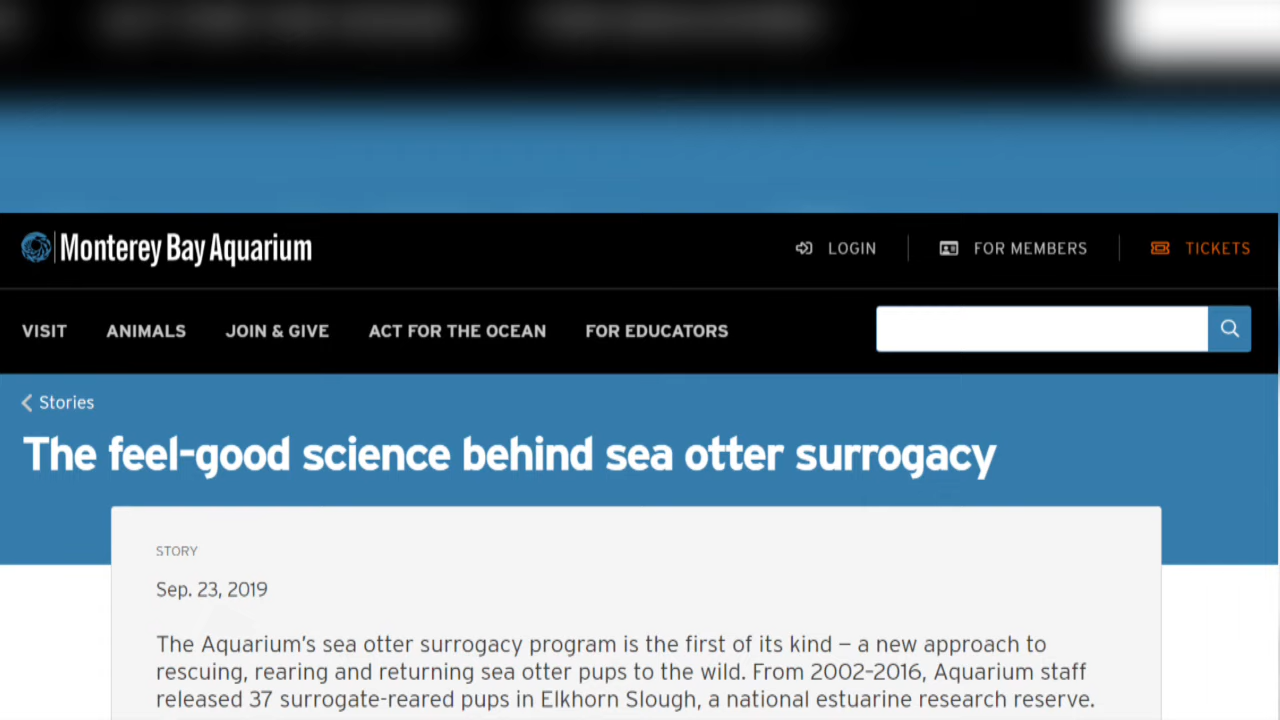 Monterey Bay Aquarium
LOGIN
FOR MEMBERS
TICKETS
VISIT
ANIMALS
JOIN & GIVE
ACT FOR THE OCEAN
FOR EDUCATORS
Stories
The feel-good science behind sea otter surrogacy
STORY
Sep. 23, 2019
The Aquarium's sea otter surrogacy program is the first of its kind – a new approach to
rescuing, rearing and returning sea otter pups to the wild. From 2002–2016, Aquarium staff
released 37 surrogate-reared pups in Elkhorn Slough, a national estuarine research reserve.